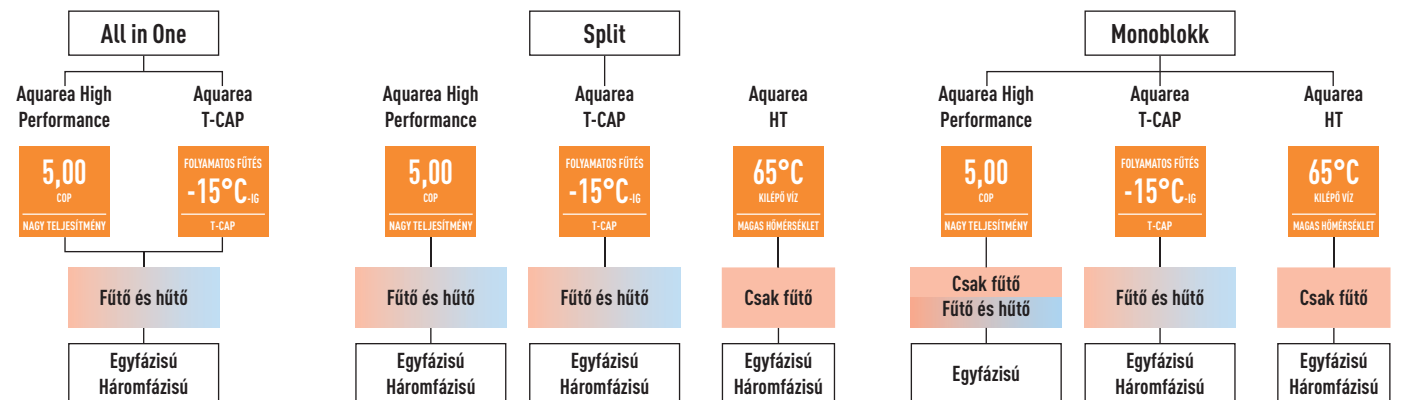 All in One
Aquarea High
Performance
Aquarea
T-CAP
5,00
COP
NAGY TELJESÍTMÉNY
FOLYAMATOS FŰTÉS
-15°C-IG
T-CAP
Fűtő és hűtő
Egyfázisú
Háromfázisú
Split
Aquarea High
Performance
Aquarea
T-CAP
Aquarea
HT
5,00
COP
NAGY TELJESÍTMÉNY
FOLYAMATOS FŰTÉS
-15°C-IG
T-CAP
65°C
KILÉPŐ VÍZ
MAGAS HŐMÉRSÉKLET
Fűtő és hűtő
Fűtő és hűtő
Csak fűtő
Egyfázisú
Háromfázisú
Egyfázisú
Háromfázisú
Egyfázisú
Háromfázisú
Monoblokk
Aquarea High
Performance
Aquarea
T-CAP
Aquarea
HT
5,00
COP
NAGY TELJESÍTMÉNY
FOLYAMATOS FŰTÉS
-15°C-IG
T-CAP
65°C
KILÉPŐ VÍZ
MAGAS HŐMÉRSÉKLET
Csak fűtő
Fűtő és hűtő
Fűtő és hűtő
Csak fűtő
Egyfázisú
Egyfázisú
Háromfázisú
Egyfázisú
Háromfázisú